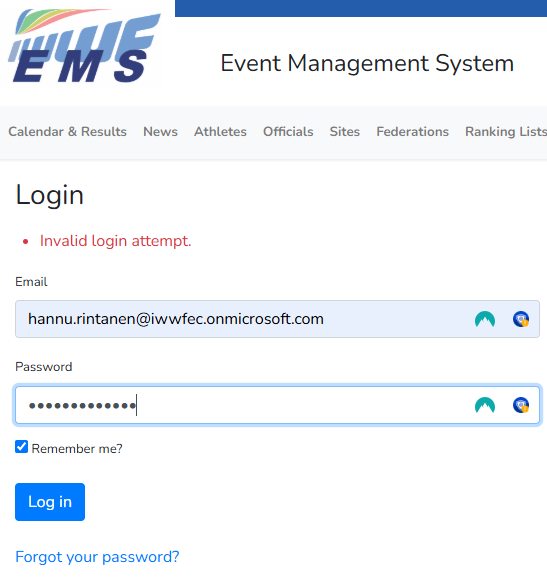 iwwf
EMS
Event Management System
Calendar & Results News Athletes Officials Sites Federations Ranking Lists
Login
Invalid login attempt.
Email
hannu.rintanen@iwwfec.onmicrosoft.com
Password
•••••••••••••
Remember me?
Log in
Forgot your password?